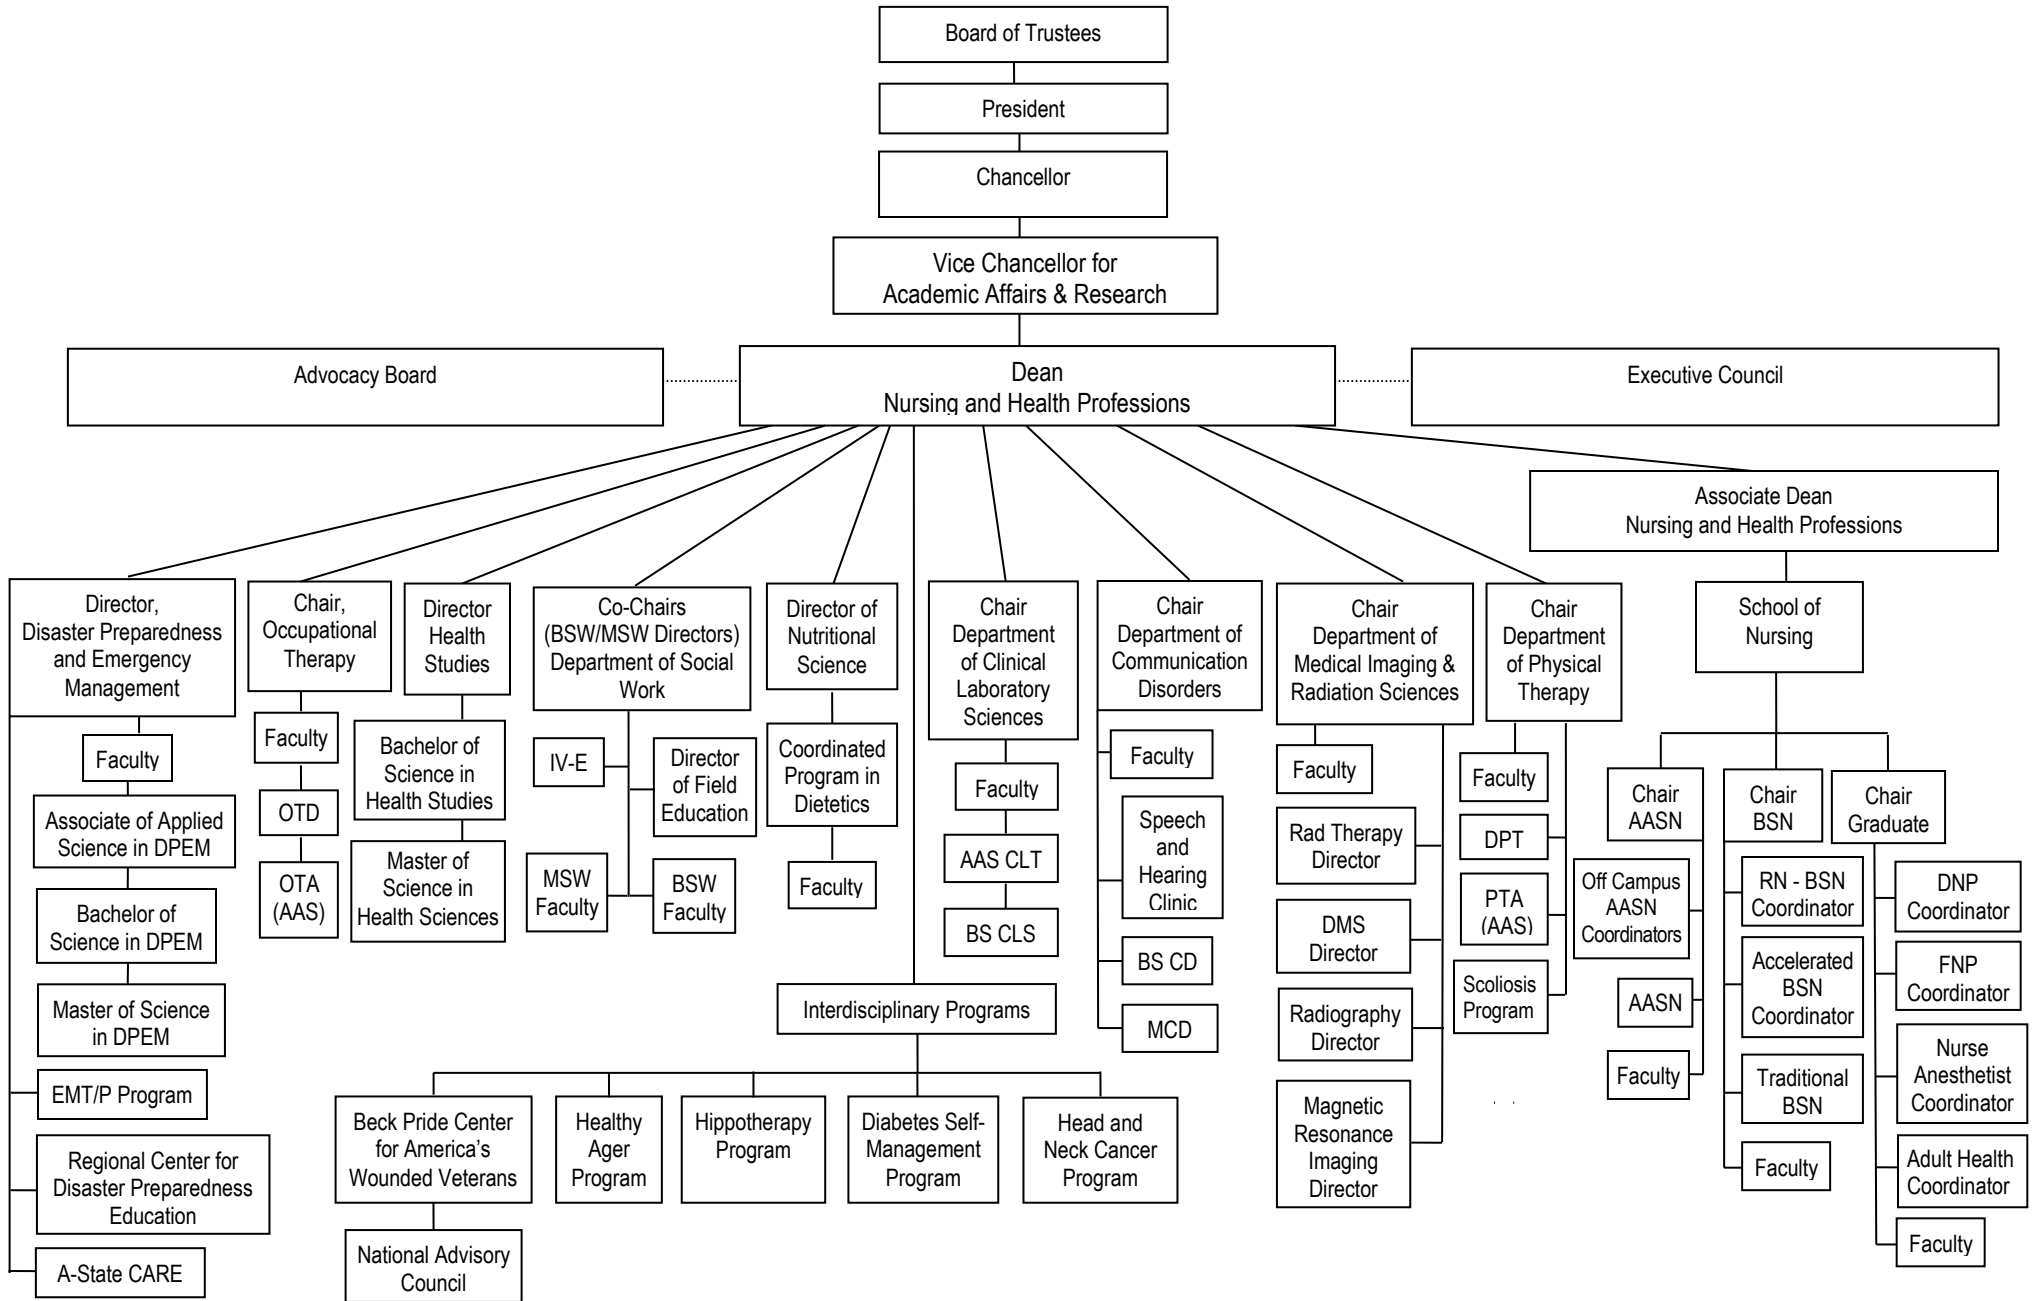 Board of Trustees
President
Chancellor
Vice Chancellor for
Academic Affairs & Research
Advocacy Board
Dean
Nursing and Health Professions
Executive Council
Associate Dean
Nursing and Health Professions
Director,
Disaster Preparedness
and Emergency
Management
Faculty
Associate of Applied
Science in DPEM
Bachelor of
Science in DPEM
Master of Science
in DPEM
EMT/P Program
Regional Center for
Disaster Preparedness
Education
A-State CARE
Chair,
Occupational
Therapy
Faculty
OTD
OTA
(AAS)
Director
Health
Studies
Bachelor of
Science in
Health Studies
Master of
Science in
Health Sciences
Co-Chairs
(BSW/MSW Directors)
Department of Social
Work
IV-E
Director
of Field
Education
MSW
Faculty
BSW
Faculty
Director of
Nutritional
Science
Coordinated
Program in
Dietetics
Faculty
Interdisciplinary Programs
Beck Pride Center
for America's
Wounded Veterans
National Advisory
Council
Healthy
Ager
Program
Hippotherapy
Program
Diabetes Self-
Management
Program
Head and
Neck Cancer
Program
Chair
Department
of Clinical
Laboratory
Sciences
Faculty
AAS CLT
BS CLS
Chair
Department of
Communication
Disorders
Faculty
Speech
and
Hearing
Clinic
BS CD
MCD
Chair
Department of
Medical Imaging &
Radiation Sciences
Faculty
Rad Therapy
Director
DMS
Director
Radiography
Director
Magnetic
Resonance
Imaging
Director
Chair
Department
of Physical
Therapy
Faculty
DPT
PTA
(AAS)
Scoliosis
Program
School of
Nursing
Chair
AASN
Off Campus
AASN
Coordinators
AASN
Faculty
Chair
BSN
RN - BSN
Coordinator
Accelerated
BSN
Coordinator
Traditional
BSN
Faculty
Chair
Graduate
DNP
Coordinator
FNP
Coordinator
Nurse
Anesthetist
Coordinator
Adult Health
Coordinator
Faculty